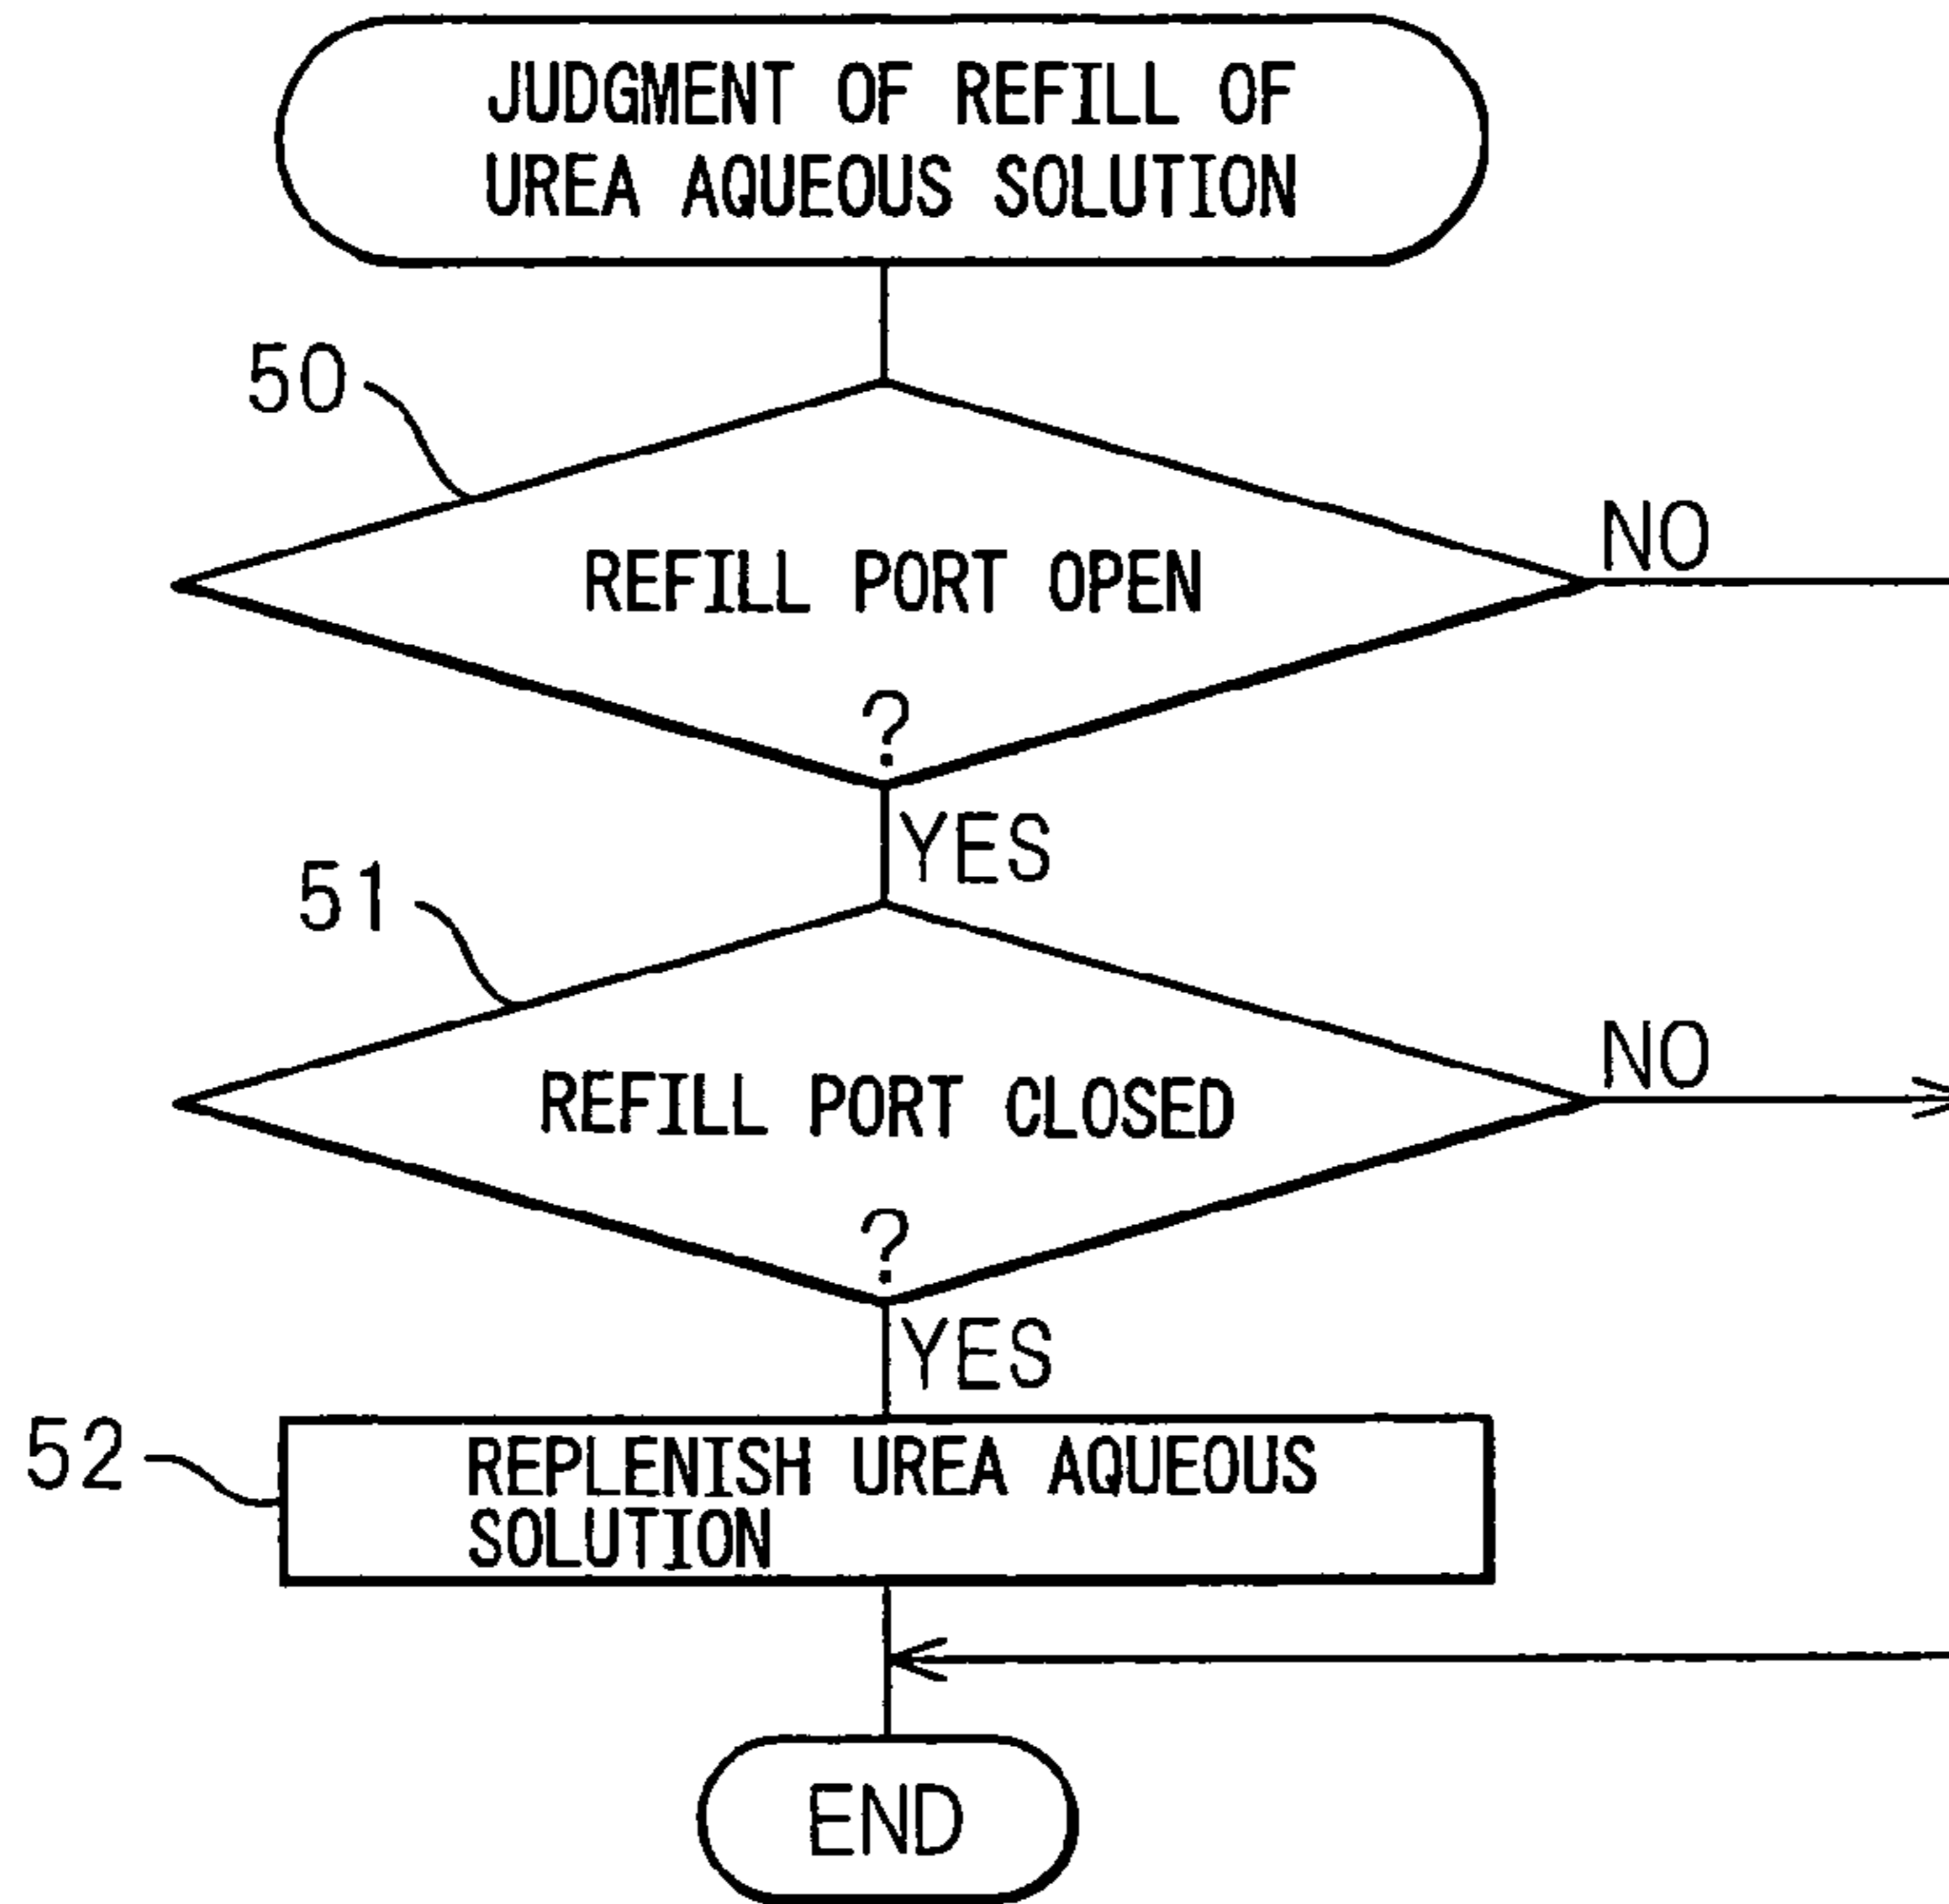 JUDGMENT OF REFILL OF
UREA AQUEOUS SOLUTION
50
NO
REFILL PORT OPEN
?
YES
51
NO
REFILL PORT CLOSED
?
YES
52
REPLENISH UREA AQUEOUS
SOLUTION
END